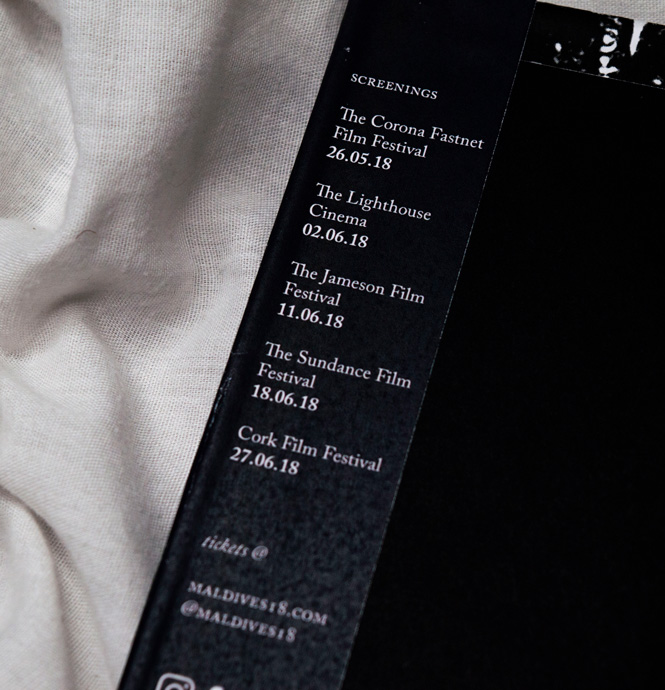 SCREENINGS
The Corona Fastnet
Film Festival
26.05.18
The Lighthouse
Cinema
02.06.18
The Jameson Film
Festival
11.06.18
The Sundance Film
Festival
18.06.18
Cork Film Festival
27.06.18
tickets @
MALDIVES18.COM
@MALDIVES18